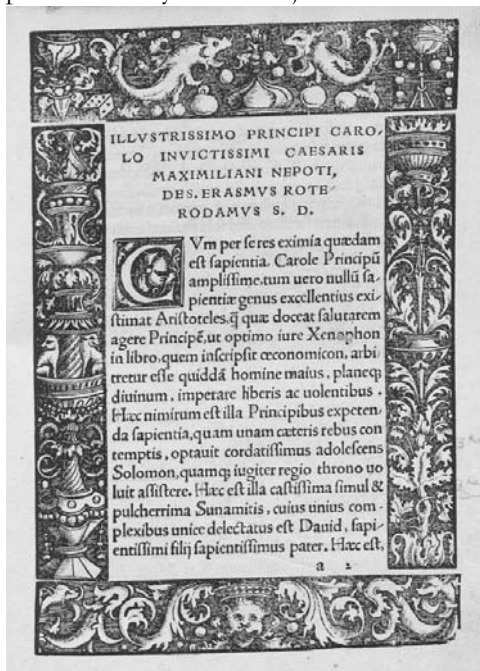 ILLVSTRISSIMO PRINCIPI CARO,
LO INVICTISSIMI CAESARIS
MAXIMILIANI NEPOTI,
DES. ERASMVS ROTE
RODAMVS S. D.
CVm per se res eximia quædam
est sapientia. Carole Principū
amplissime, tum uero nullū sa,
pientiæ genus excellentius exi,
stimat Aristoteles, q̃ quæ doceat salutarem
agere Principē, ut optimo iure Xenophon
in libro, quem inscripsit œconomicon, arbi,
tretur esse quiddā homine maius, planeq;
diuinum, imperare liberis ac uolentibus.
Hæc nimirum est illa Principibus expeten,
da sapientia, quam unam cæteris rebus con
temptis, optauit cordatissimus adolescens
Solomon, quamq; iugiter regio throno uo
luit assistere. Hæc est illa castissima simul &
pulcherrima Sunamitis, cuius unius com,
plexibus unice delectatus est Dauid, sapi,
entissimi filij sapientissimus pater. Hæc est,
a 2